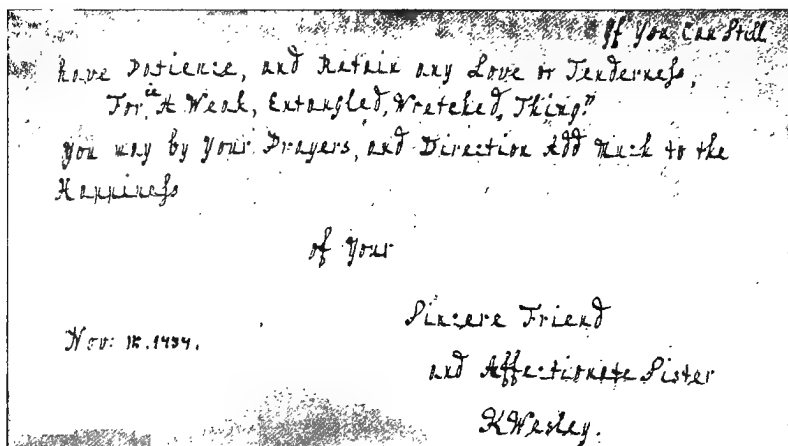 If You Can Still
have Patience, and Retain any Love or Tenderness,
For, "A Weak, Entangled, Wretched, Thing"
You may by Your Prayers, and Direction Add Much to the
Happiness
of Your
Sincere Friend
Nov: 1734.
and Affectionate Sister
KWesley.